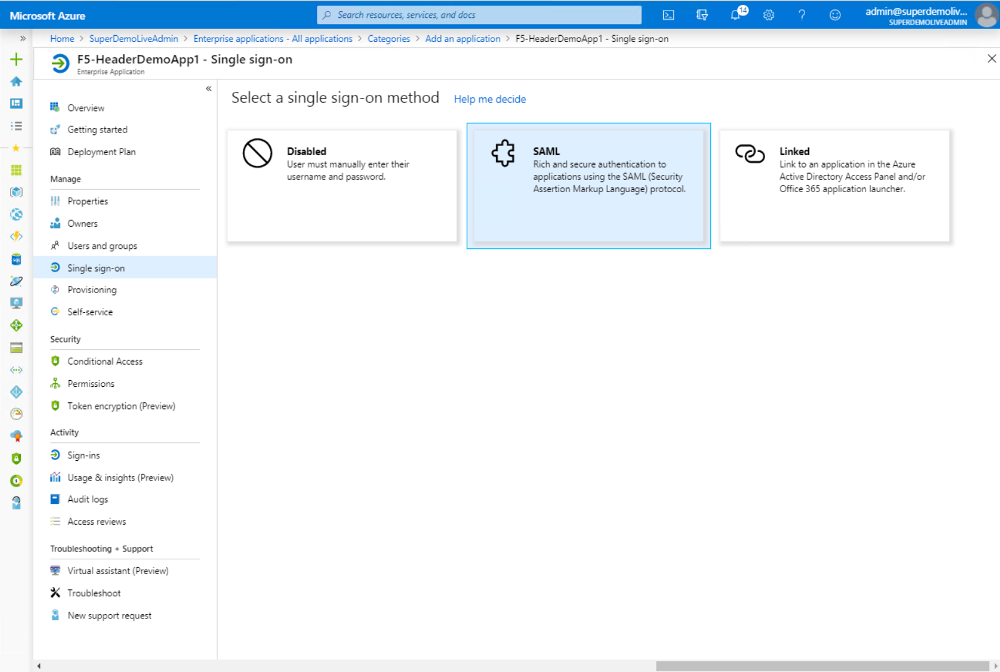 Microsoft Azure
Search resources, services, and docs
14
admin@superdemoliv...
SUPERDEMOLIVEADMIN
Home > SuperDemoLiveAdmin > Enterprise applications - All applications > Categories > Add an application > F5-HeaderDemoApp1 - Single sign-on
F5-HeaderDemoApp1 - Single sign-on
Enterprise Application
Overview
Getting started
Deployment Plan
Manage
Properties
Owners
Users and groups
Single sign-on
Provisioning
Self-service
Security
Conditional Access
Permissions
Token encryption (Preview)
Activity
Sign-ins
Usage & insights (Preview)
Audit logs
Access reviews
Troubleshooting + Support
Virtual assistant (Preview)
Troubleshoot
New support request
Select a single sign-on method
Help me decide
Disabled
User must manually enter their
username and password.
SAML
Rich and secure authentication to
applications using the SAML (Security
Assertion Markup Language) protocol.
Linked
Link to an application in the Azure
Active Directory Access Panel and/or
Office 365 application launcher.
SQL